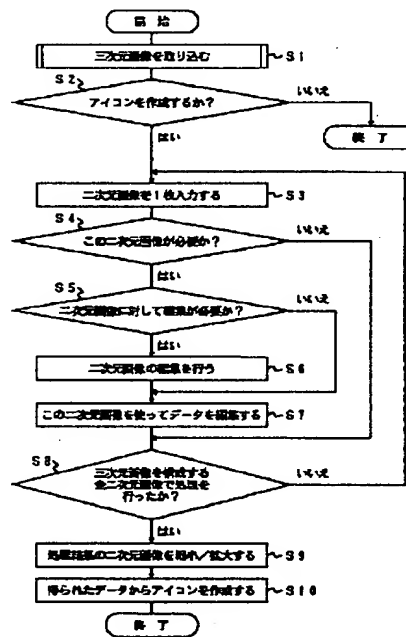 開始
三次元画像を取り込む
S1
S2
アイコンを作成するか?
いいえ
はい
終了
二次元画像を1枚入力する
S3
S4
この二次元画像が必要か?
いいえ
はい
S5
二次元画像に対して編集が必要か?
いいえ
はい
二次元画像の編集を行う
S6
この二次元画像を使ってデータを編集する
S7
S8
三次元画像を構成する
全二次元画像で処理を
行ったか?
いいえ
はい
処理結果の二次元画像を縮小/拡大する
S9
得られたデータからアイコンを作成する
S10
終了